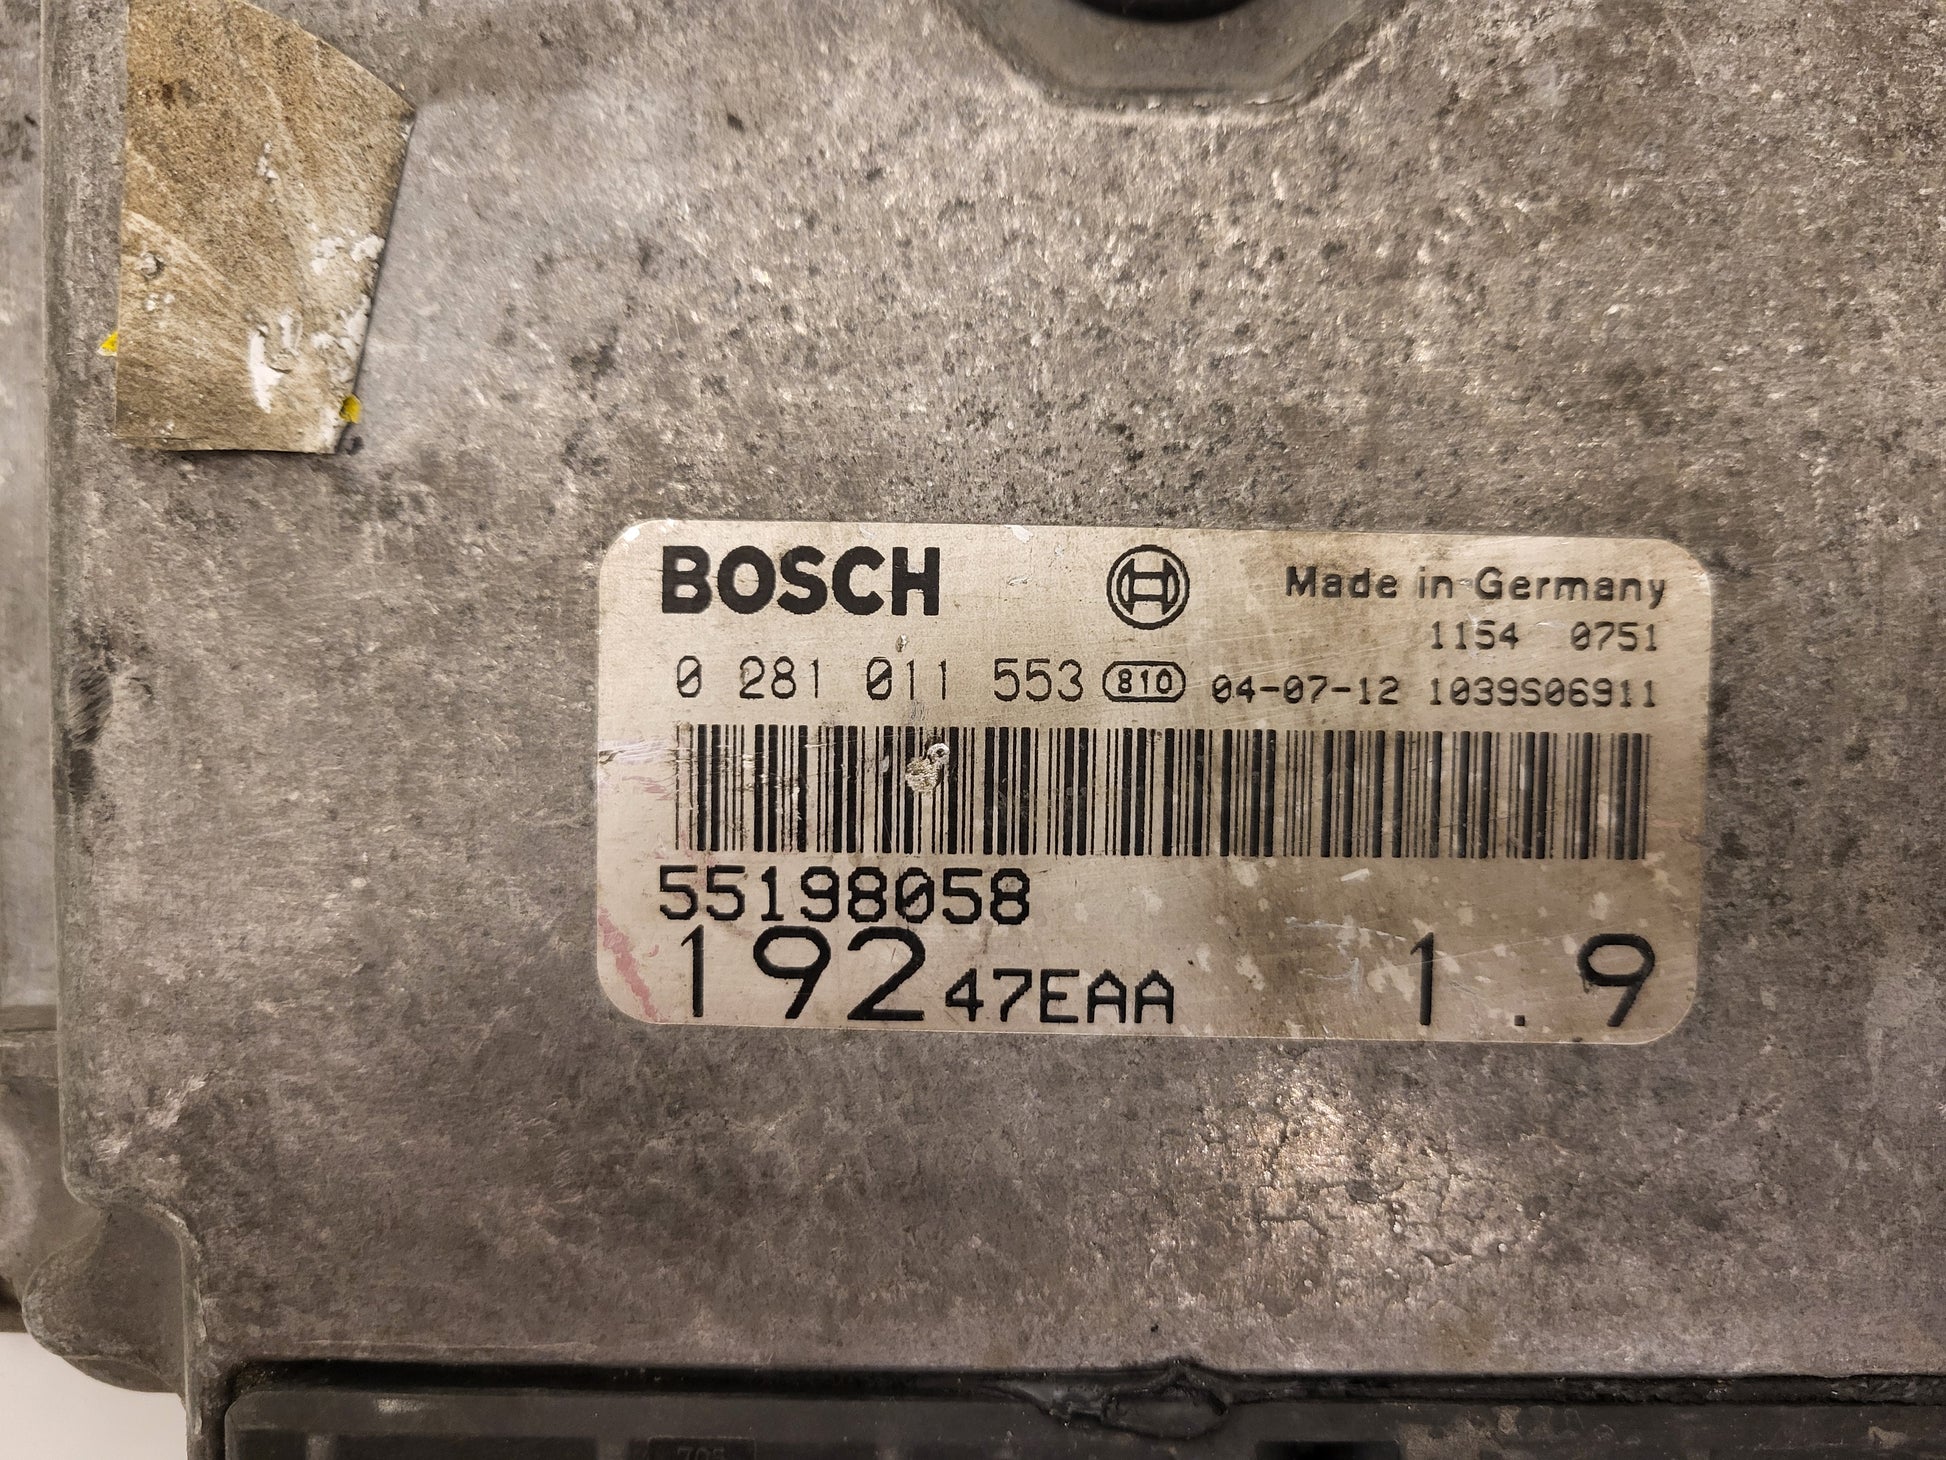 BOSCH
Made in Germany
1154 0751
0 281 011 553 810 04-07-12 1039S06911
55198058
192 47EAA 1.9